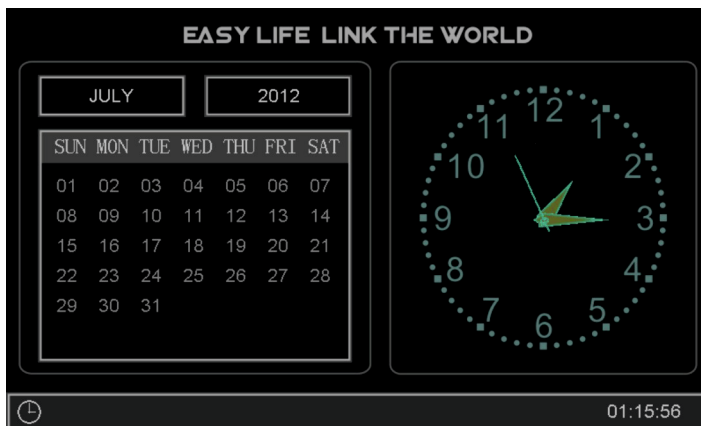 EASY LIFE LINK THE WORLD
JULY
2012
SUN MON TUE WED THU FRI SAT
01 02 03 04 05 06 07
08 09 10 11 12 13 14
15 16 17 18 19 20 21
22 23 24 25 26 27 28
29 30 31
12
1
2
3
4
5
6
7
8
9
10
11
01:15:56